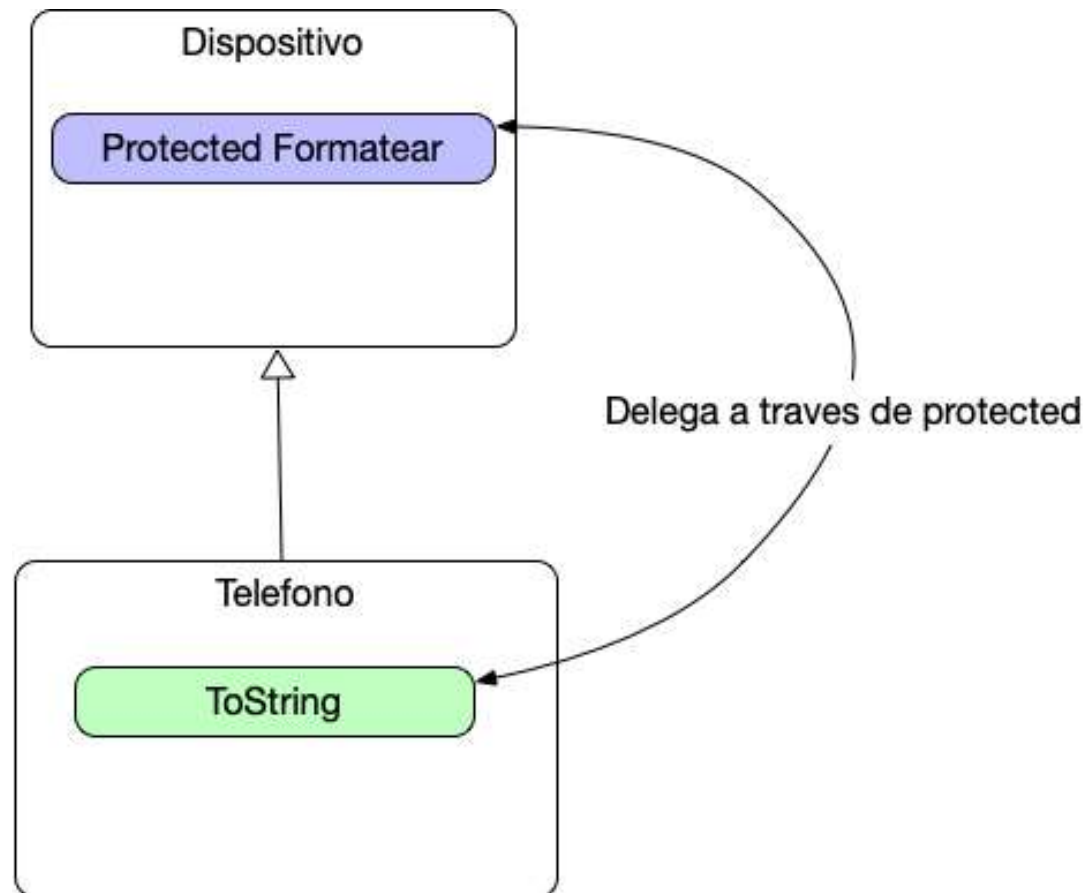 Dispositivo
Protected Formatear
Delega a traves de protected
Telefono
ToString